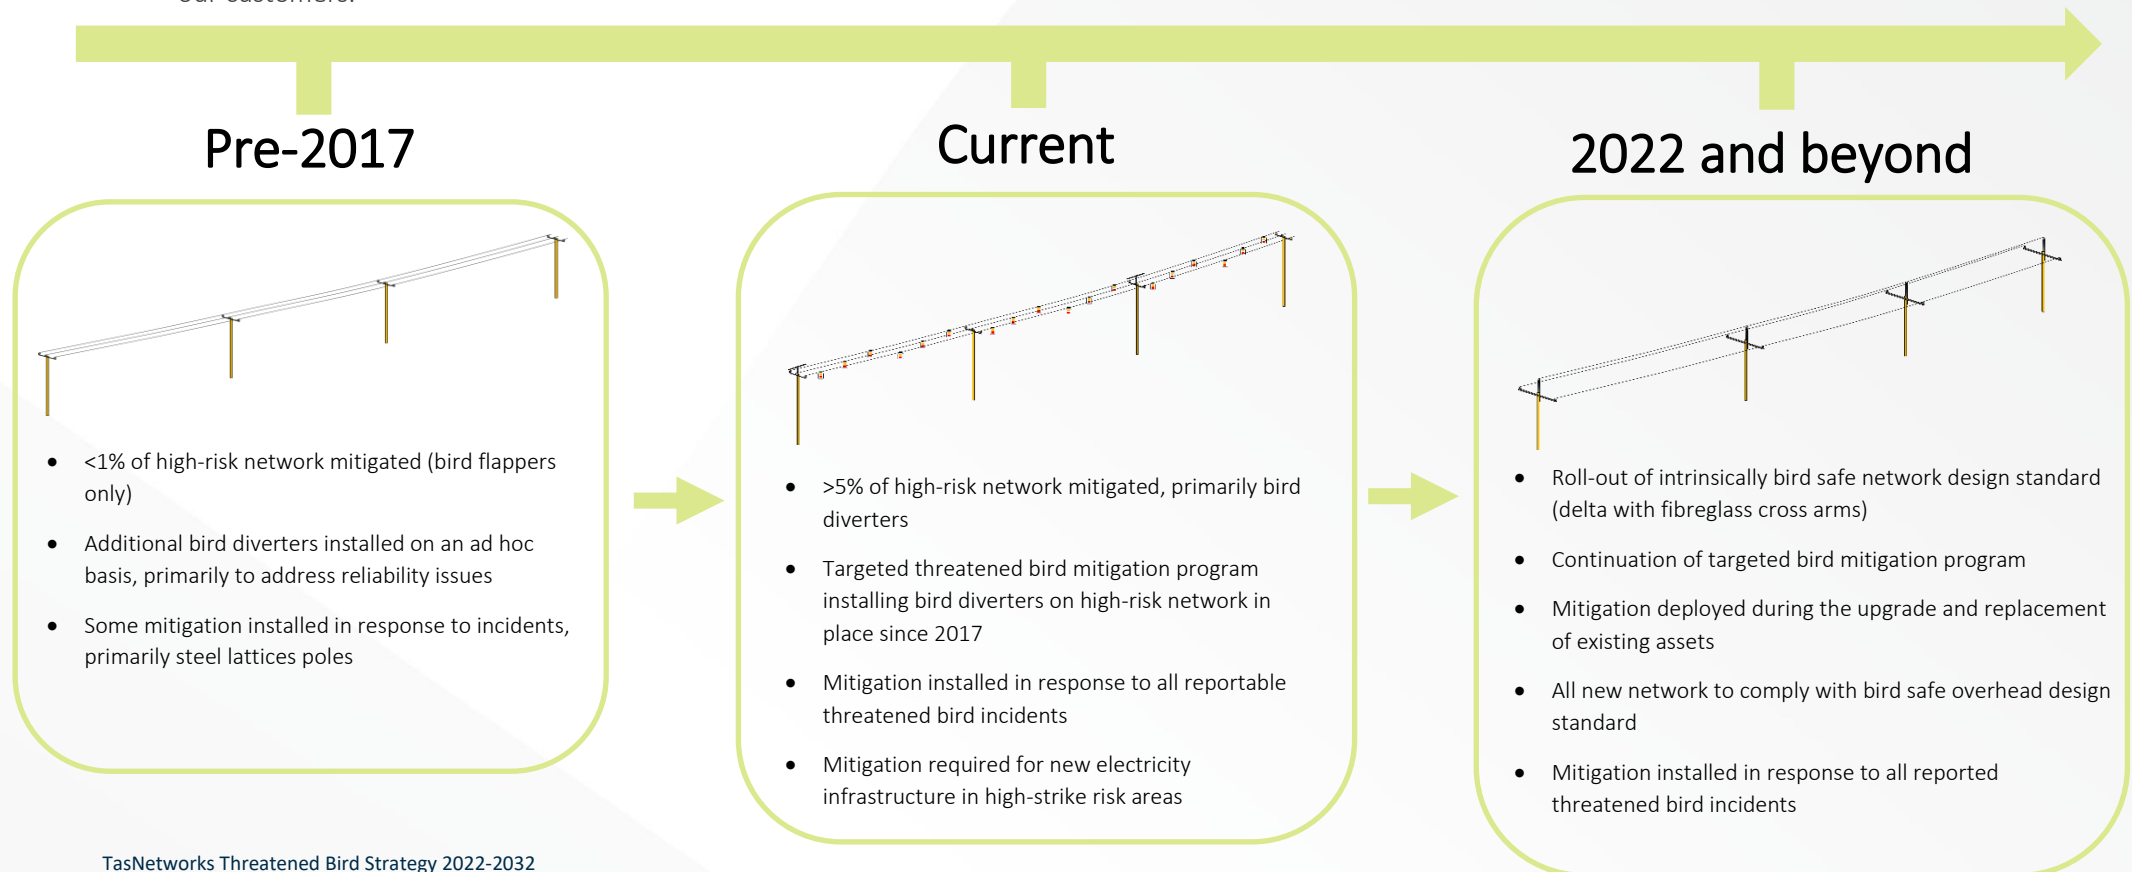 our customers.
Pre-2017
<1% of high-risk network mitigated (bird flappers
only)
Additional bird diverters installed on an ad hoc
basis, primarily to address reliability issues
Some mitigation installed in response to incidents,
primarily steel lattices poles
Current
>5% of high-risk network mitigated, primarily bird
diverters
Targeted threatened bird mitigation program
installing bird diverters on high-risk network in
place since 2017
Mitigation installed in response to all reportable
threatened bird incidents
Mitigation required for new electricity
infrastructure in high-strike risk areas
2022 and beyond
Roll-out of intrinsically bird safe network design standard
(delta with fibreglass cross arms)
Continuation of targeted bird mitigation program
Mitigation deployed during the upgrade and replacement
of existing assets
All new network to comply with bird safe overhead design
standard
Mitigation installed in response to all reported
threatened bird incidents
TasNetworks Threatened Bird Strategy 2022-2032